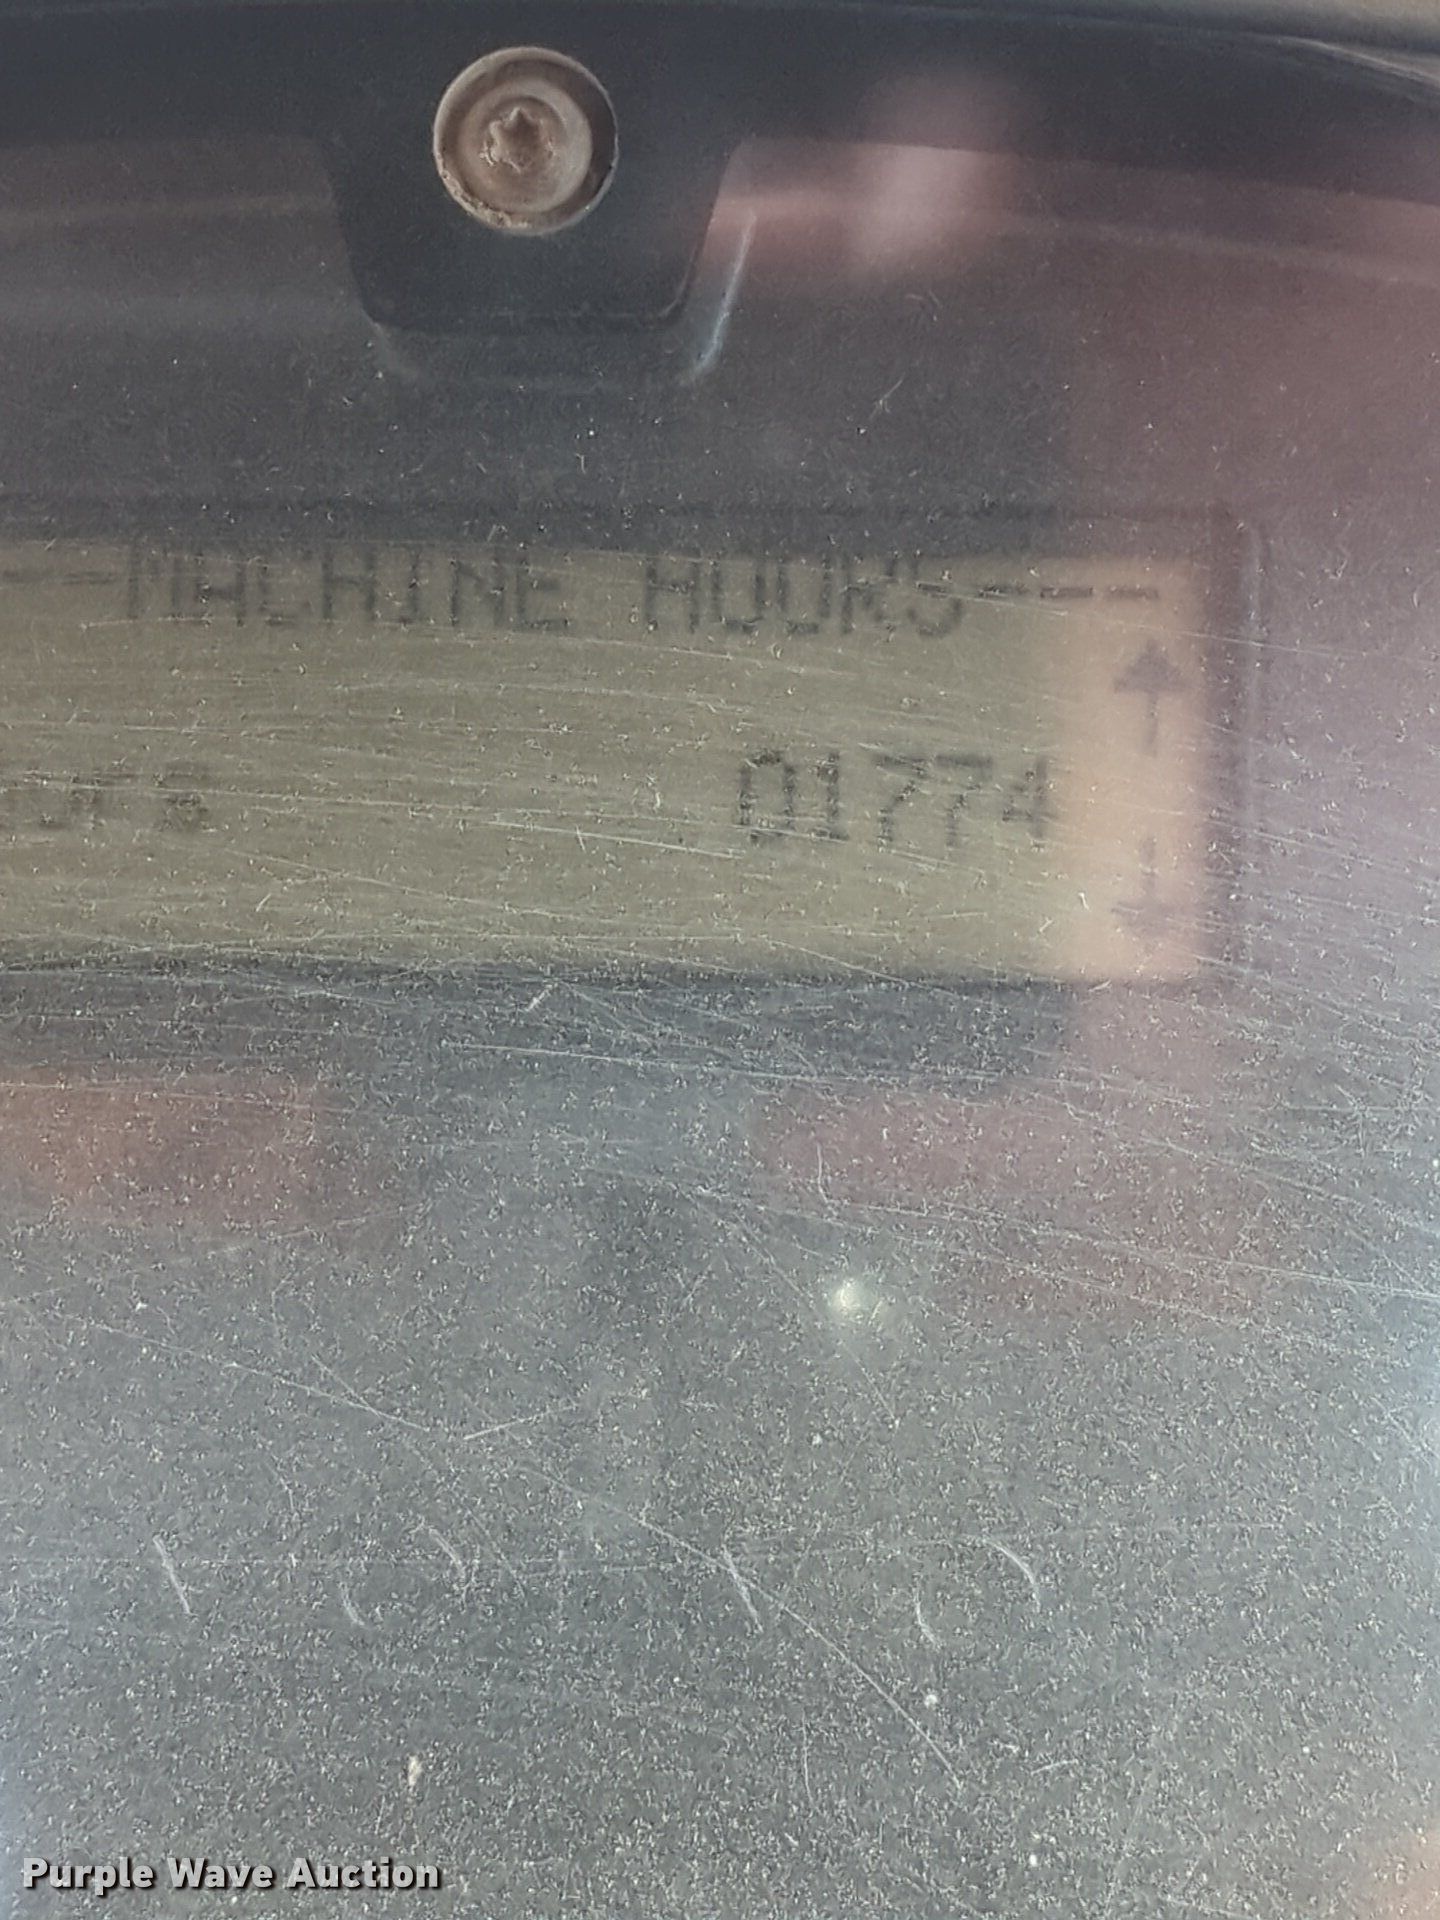 --MACHINE HOURS---
01774
Purple Wave Auction